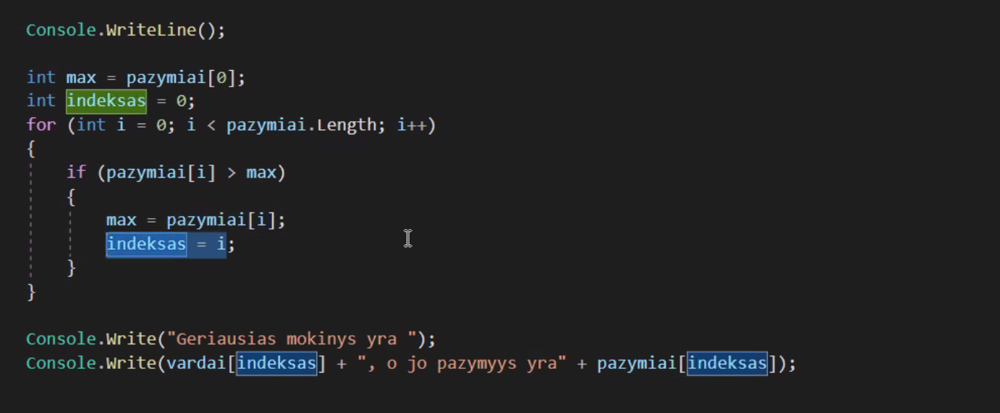 Console.WriteLine();
int max = pazymiai[0];
int indeksas = 0;
for (int i = 0; i < pazymiai.Length; i++)
{
if (pazymiai[i] > max)
{
max = pazymiai[i];
indeksas = i;
}
}
Console.Write("Geriausias mokinys yra ");
Console.Write(vardai[indeksas] + ", o jo pazymyys yra" + pazymiai[indeksas]);